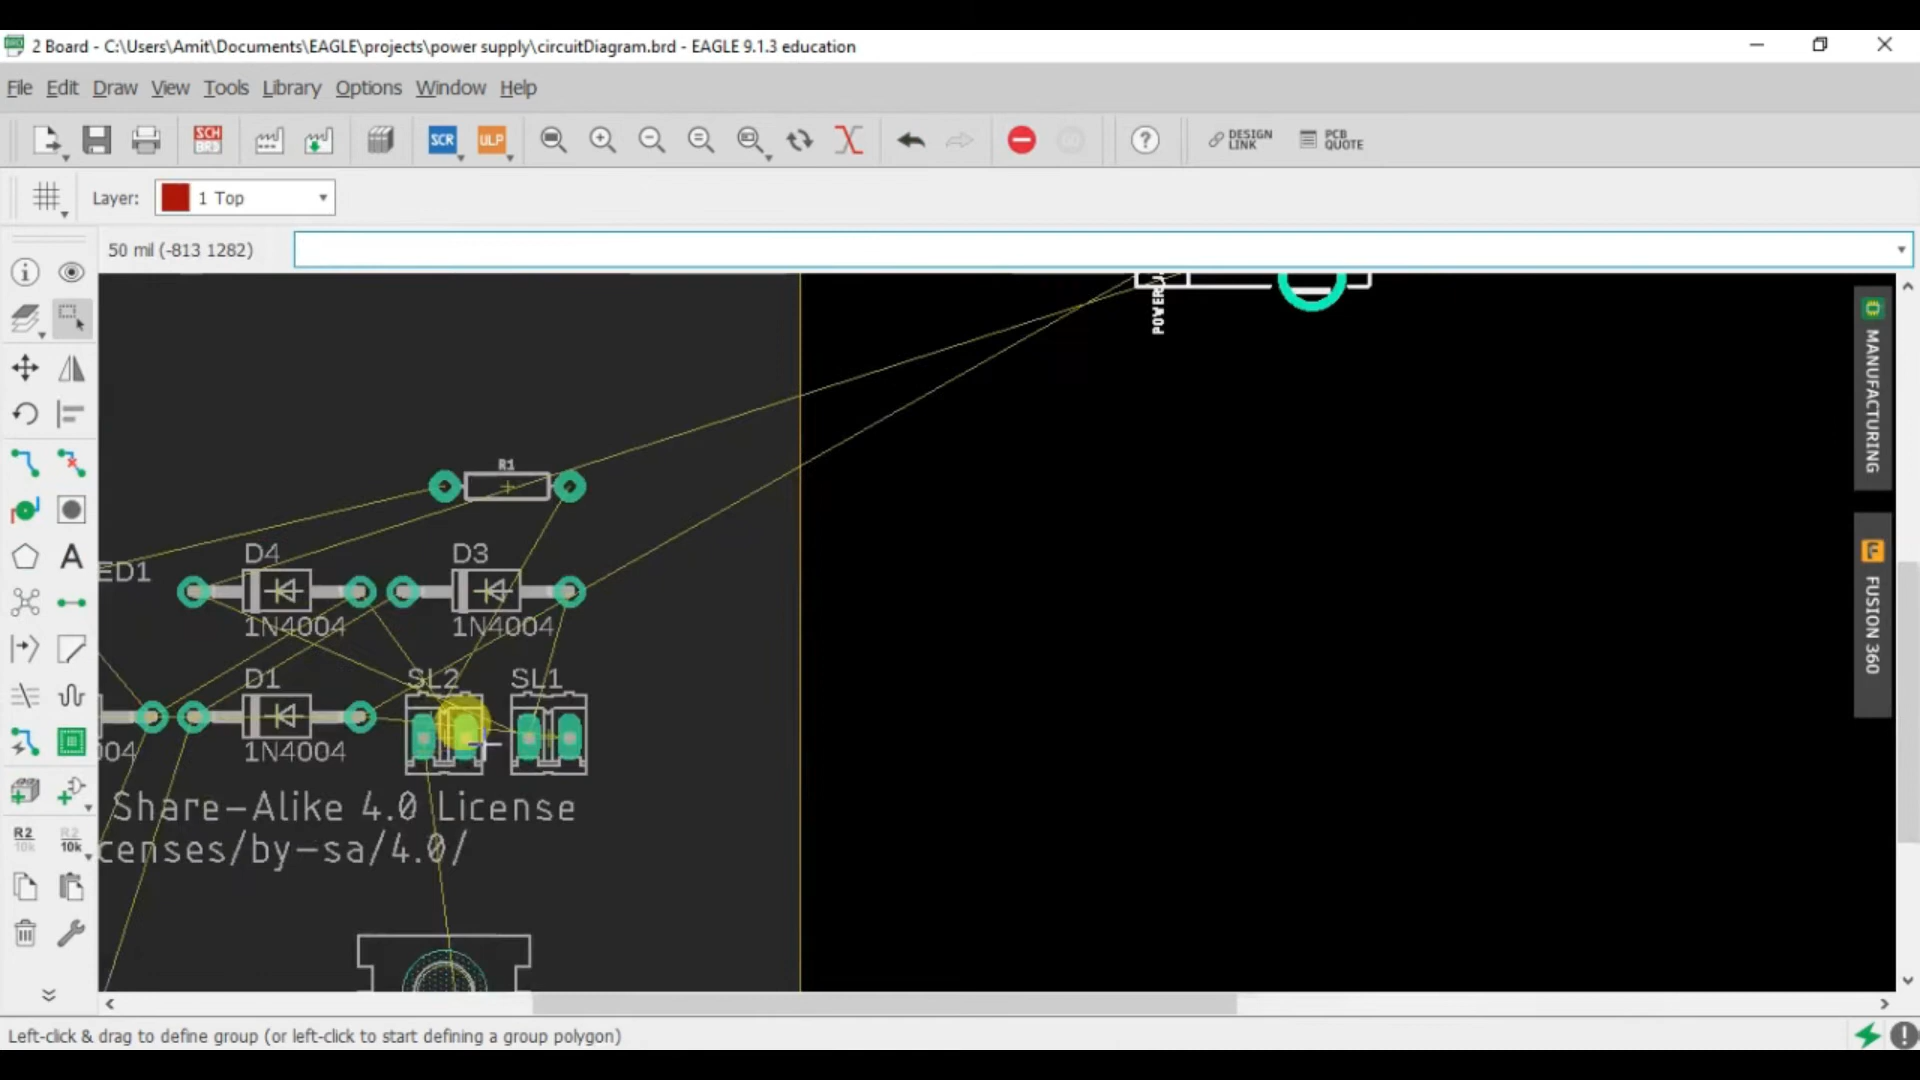 2 Board - C:\Users\Amit\Documents\EAGLE\projects\power supply\circuitDiagram.brd - EAGLE 9.1.3 education
File Edit Draw View Tools Library Options Window Help
SCH
BRD
SCR
ULP
DESIGN
LINK
PCB
QUOTE
Layer: 1 Top
50 mil (-813 1282)
POWER
MANUFACTURING
FUSION 360
R1
D4
D3
ED1
1N4004
1N4004
D1
SL2
SL1
004
1N4004
Share-Alike 4.0 License
censes/by-sa/4.0/
A
R2
10k
R2
10k
Left-click & drag to define group (or left-click to start defining a group polygon)